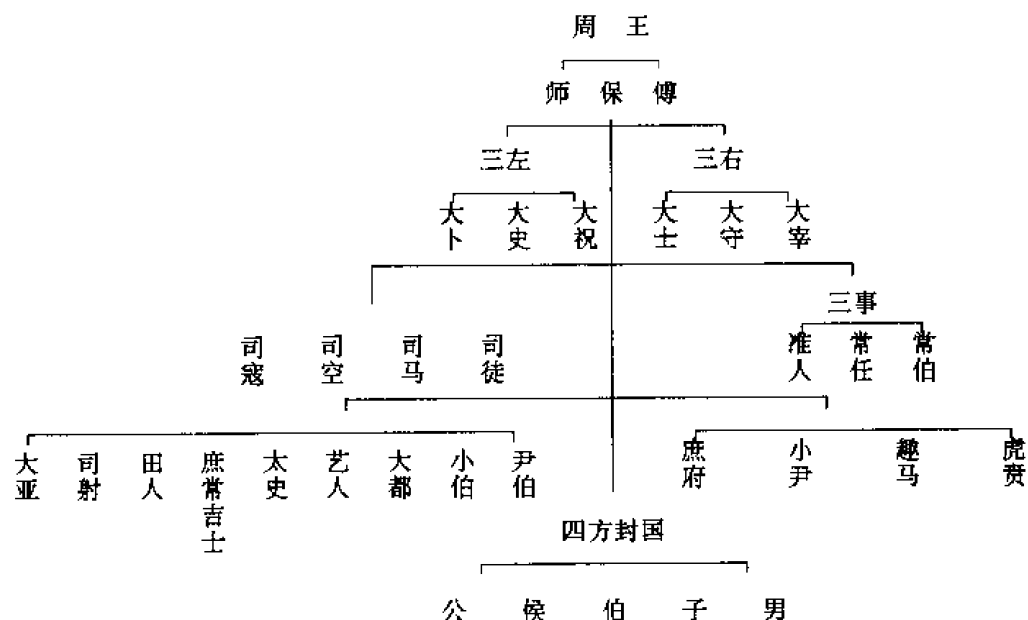 周 王
师 保 傅
三左 三右
大卜 大史 大祝 大士 大守 大宰
三事
司寇 司空 司马 司徒 准人 常任 常伯
大亚 司射 田人 庶常吉士 太史 艺人 大都 小伯 尹伯 庶府 小尹 趣马 虎贲
四方封国
公 侯 伯 子 男